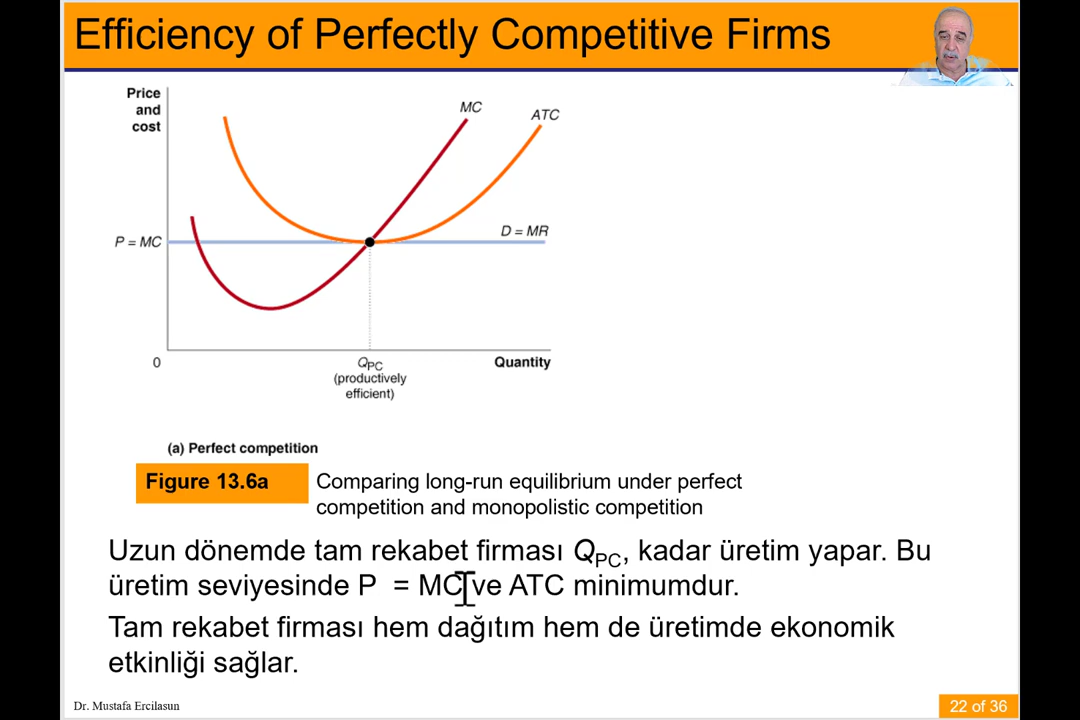 Efficiency of Perfectly Competitive Firms
Price
and
cost
MC
ATC
P = MC
D = MR
0
QPC
(productively
efficient)
Quantity
(a) Perfect competition
Figure 13.6a
Comparing long-run equilibrium under perfect
competition and monopolistic competition
Uzun dönemde tam rekabet firması QPC, kadar üretim yapar. Bu
üretim seviyesinde P = MC ve ATC minimumdur.
Tam rekabet firması hem dağıtım hem de üretimde ekonomik
etkinliği sağlar.
Dr. Mustafa Ercilasun
22 of 36